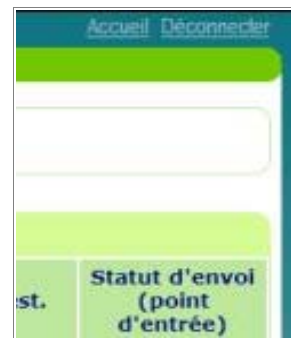 Accueil Déconnecter
Statut d'envoi
est. (point
d'entrée)